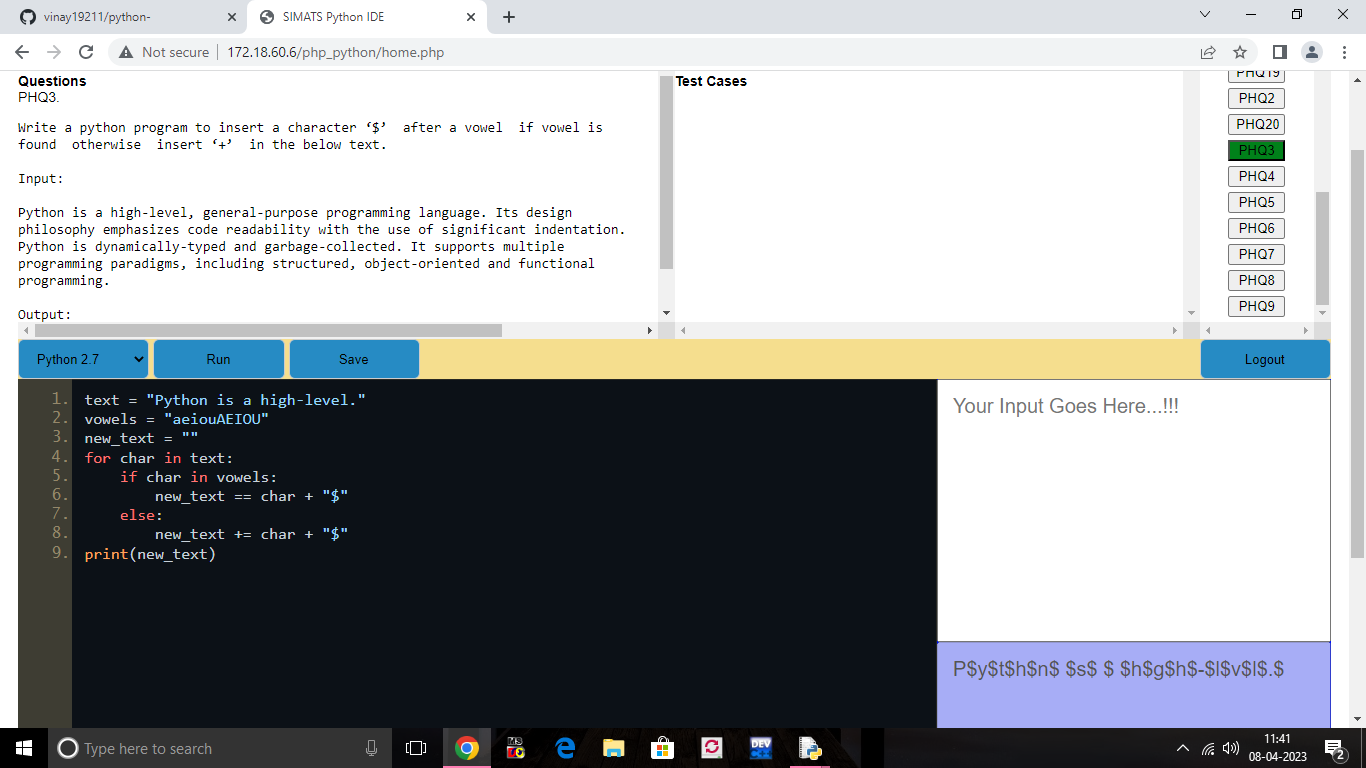 vinay19211/python-
SIMATS Python IDE
Not secure
172.18.60.6/php_python/home.php
Questions
PHQ3.
Write a python program to insert a character ‘$’  after a vowel  if vowel is
found  otherwise  insert ‘+’  in the below text.
Input:
Python is a high-level, general-purpose programming language. Its design
philosophy emphasizes code readability with the use of significant indentation.
Python is dynamically-typed and garbage-collected. It supports multiple
programming paradigms, including structured, object-oriented and functional
programming.
Output:
Test Cases
PHQ19
PHQ2
PHQ20
PHQ3
PHQ4
PHQ5
PHQ6
PHQ7
PHQ8
PHQ9
Python 2.7
Run
Save
Logout
1. text = "Python is a high-level."
2. vowels = "aeiouAEIOU"
3. new_text = ""
4. for char in text:
5.     if char in vowels:
6.         new_text == char + "$"
7.     else:
8.         new_text += char + "$"
9. print(new_text)
Your Input Goes Here...!!!
P$y$t$h$n$ $s$ $ $h$g$h$-$l$v$l$.$
Type here to search
MS
DEV
11:41
08-04-2023
2